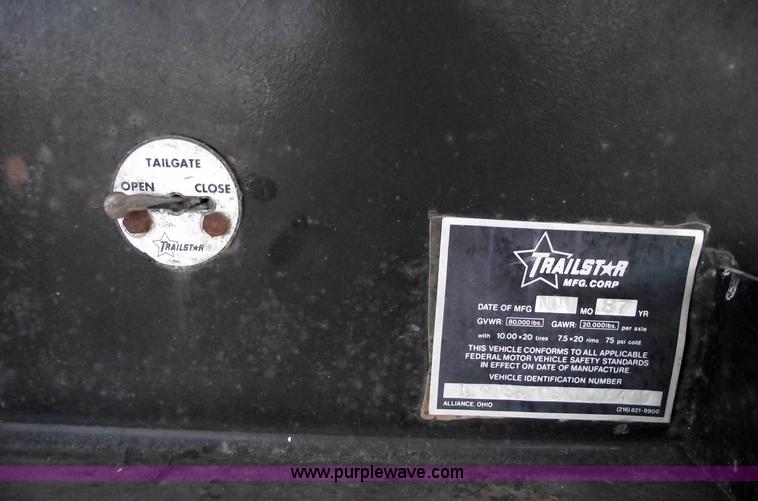 TAILGATE
OPEN CLOSE
TRAILSTAR
TRAILSTAR
MFG. CORP
DATE OF MFG MO 87 YR
GVWR: 80,000 lbs. GAWR: 20,000 lbs. per axle
with 10.00×20 tires 7.5×20 rims 75 psi cold.
THIS VEHICLE CONFORMS TO ALL APPLICABLE
FEDERAL MOTOR VEHICLE SAFETY STANDARDS
IN EFFECT ON DATE OF MANUFACTURE.
VEHICLE IDENTIFICATION NUMBER
ALLIANCE, OHIO (216) 821-9900
www.purplewave.com